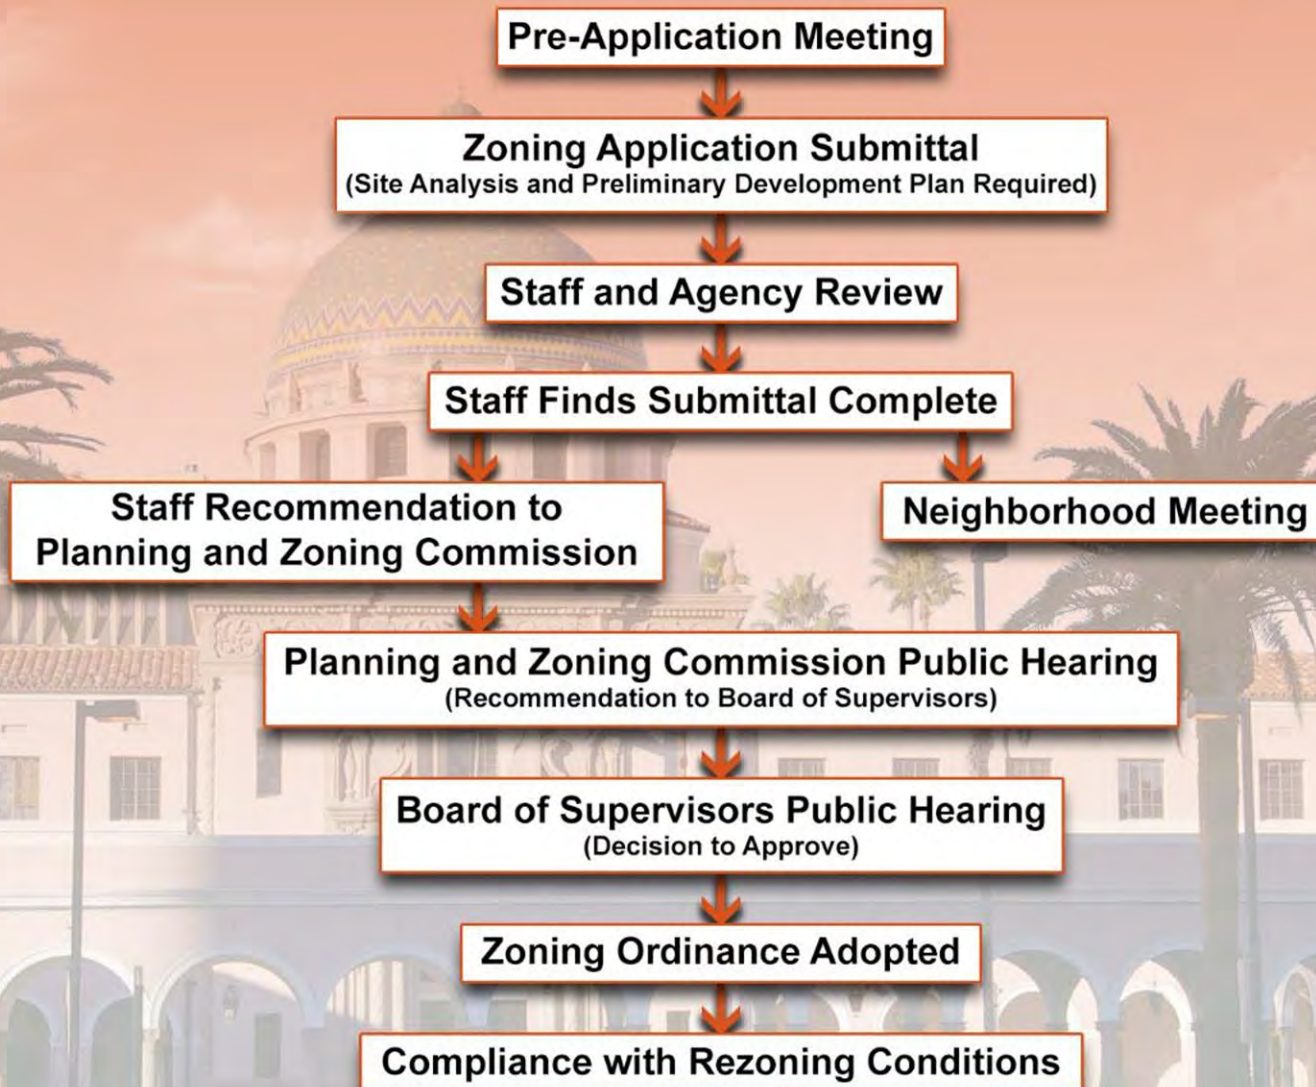 Pre-Application Meeting
Zoning Application Submittal
(Site Analysis and Preliminary Development Plan Required)
Staff and Agency Review
Staff Finds Submittal Complete
Staff Recommendation to
Planning and Zoning Commission
Neighborhood Meeting
Planning and Zoning Commission Public Hearing
(Recommendation to Board of Supervisors)
Board of Supervisors Public Hearing
(Decision to Approve)
Zoning Ordinance Adopted
Compliance with Rezoning Conditions